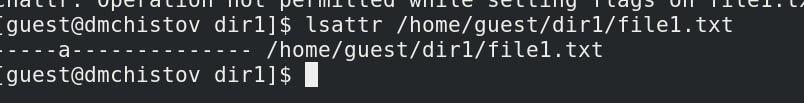 chattr: Operation not permitted while setting flags on file1.tx
[guest@dmchistov dir1]$ lsattr /home/guest/dir1/file1.txt
-----a-------------- /home/guest/dir1/file1.txt
[guest@dmchistov dir1]$